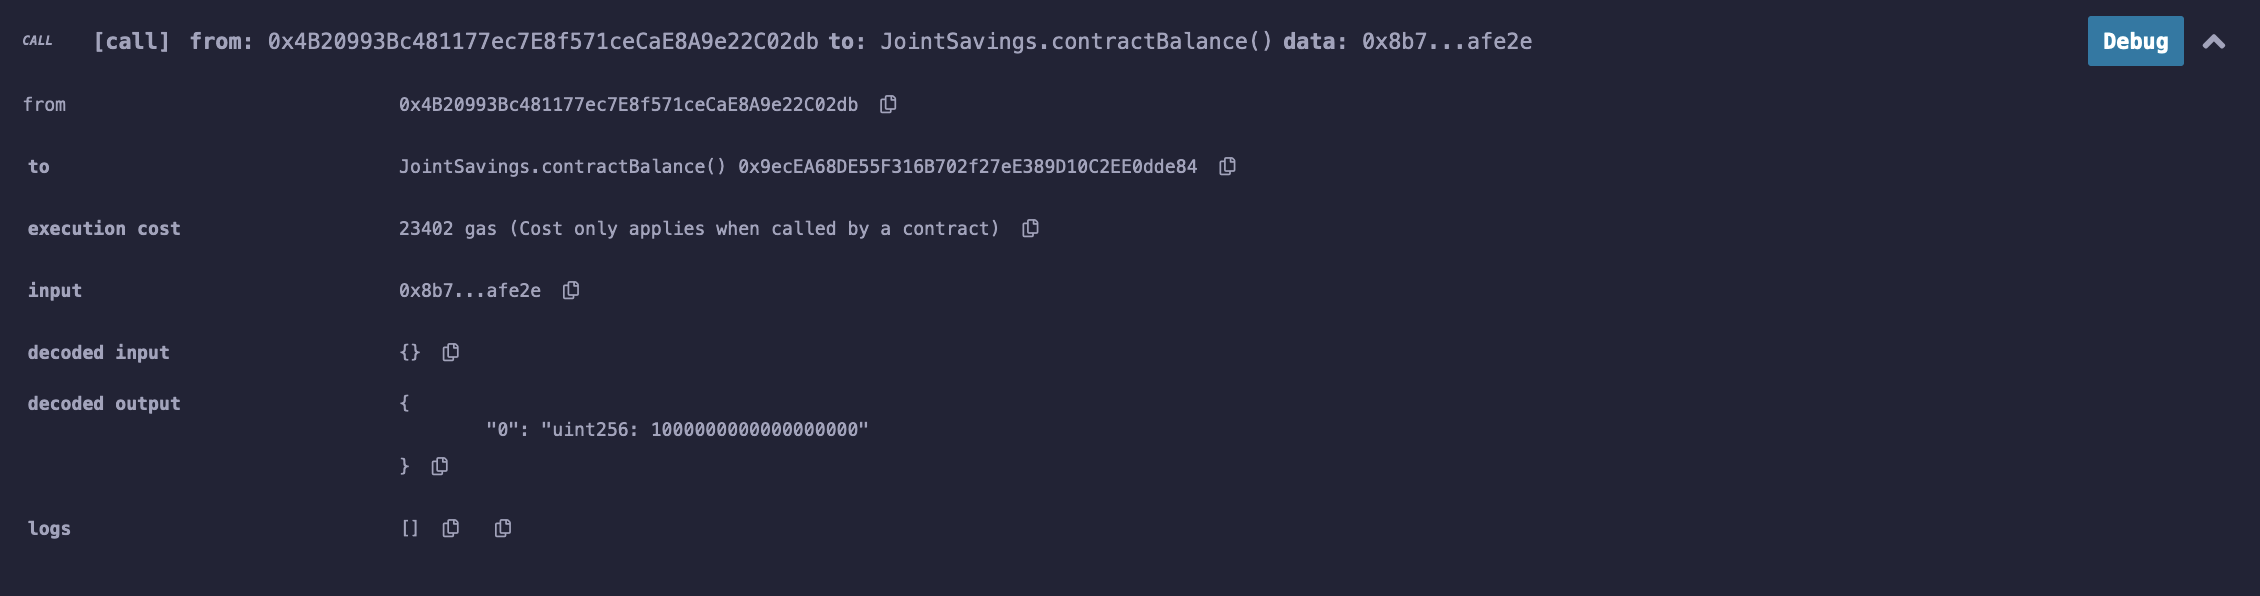 CALL [call] from: 0x4B20993Bc481177ec7E8f571ceCaE8A9e22C02db to: JointSavings.contractBalance() data: 0x8b7...afe2e Debug
from 0x4B20993Bc481177ec7E8f571ceCaE8A9e22C02db
to JointSavings.contractBalance() 0x9ecEA68DE55F316B702f27eE389D10C2EE0dde84
execution cost 23402 gas (Cost only applies when called by a contract)
input 0x8b7...afe2e
decoded input {}
decoded output {
"0": "uint256: 1000000000000000000"
}
logs []